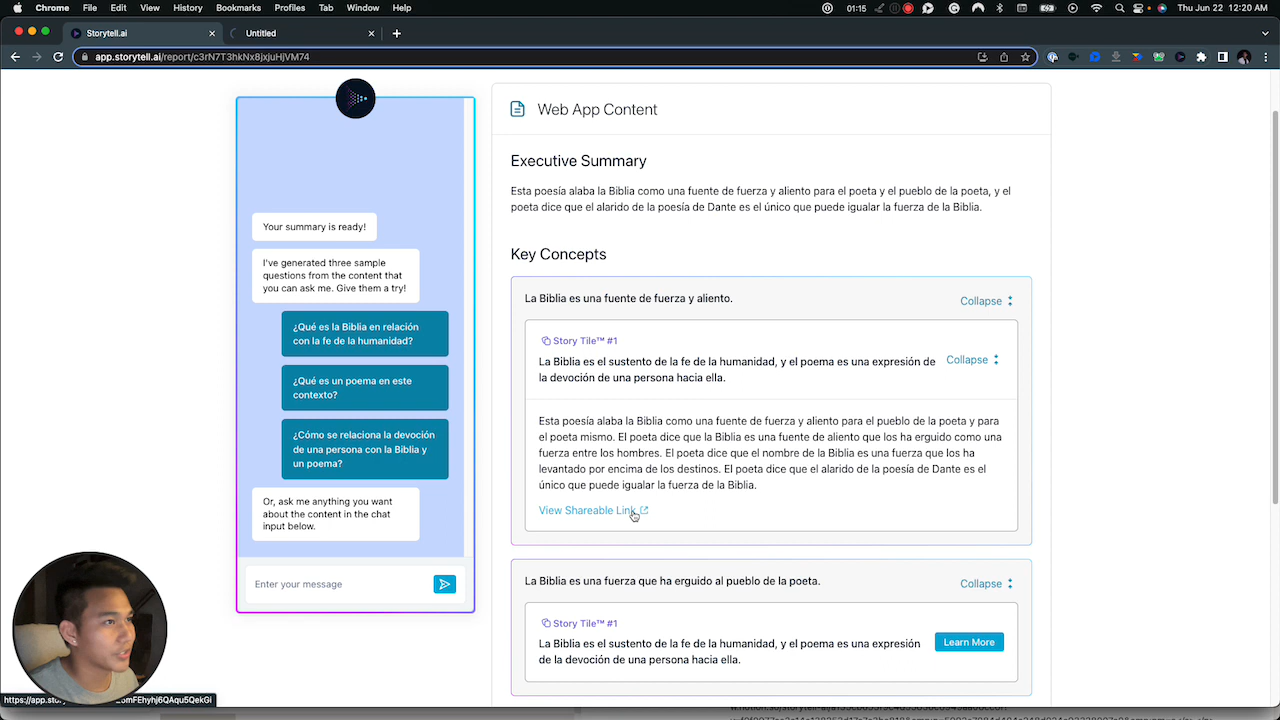 Chrome File Edit View History Bookmarks Profiles Tab Window Help
01:15
Thu Jun 22 12:20 AM
Storytell.ai
Untitled
app.storytell.ai/report/c3rN7T3hkNx8jxjuHjVM74
Your summary is ready!
I've generated three sample
questions from the content that
you can ask me. Give them a try!
¿Qué es la Biblia en relación
con la fe de la humanidad?
¿Qué es un poema en este
contexto?
¿Cómo se relaciona la devoción
de una persona con la Biblia y
un poema?
Or, ask me anything you want
about the content in the chat
input below.
Enter your message
Web App Content
Executive Summary
Esta poesía alaba la Biblia como una fuente de fuerza y aliento para el poeta y el pueblo de la poeta, y el
poeta dice que el alarido de la poesía de Dante es el único que puede igualar la fuerza de la Biblia.
Key Concepts
La Biblia es una fuente de fuerza y aliento.
Collapse
Story Tile™ #1
La Biblia es el sustento de la fe de la humanidad, y el poema es una expresión de
la devoción de una persona hacia ella.
Collapse
Esta poesía alaba la Biblia como una fuente de fuerza y aliento para el pueblo de la poeta y para
el poeta mismo. El poeta dice que la Biblia es una fuente de aliento que los ha erguido como una
fuerza entre los hombres. El poeta dice que el nombre de la Biblia es una fuerza que los ha
levantado por encima de los destinos. El poeta dice que el alarido de la poesía de Dante es el
único que puede igualar la fuerza de la Biblia.
View Shareable Link
La Biblia es una fuerza que ha erguido al pueblo de la poeta.
Collapse
Story Tile™ #1
La Biblia es el sustento de la fe de la humanidad, y el poema es una expresión
de la devoción de una persona hacia ella.
Learn More
https://app.story